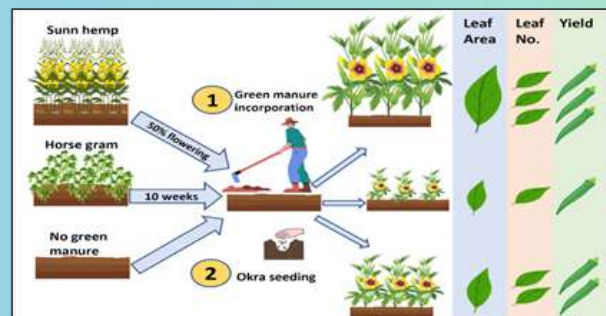 Sunn hemp
50% flowering
Horse gram
10 weeks
No green
manure
1
Green manure
incorporation
2
Okra seeding
Leaf
Area
Leaf
No.
Yield